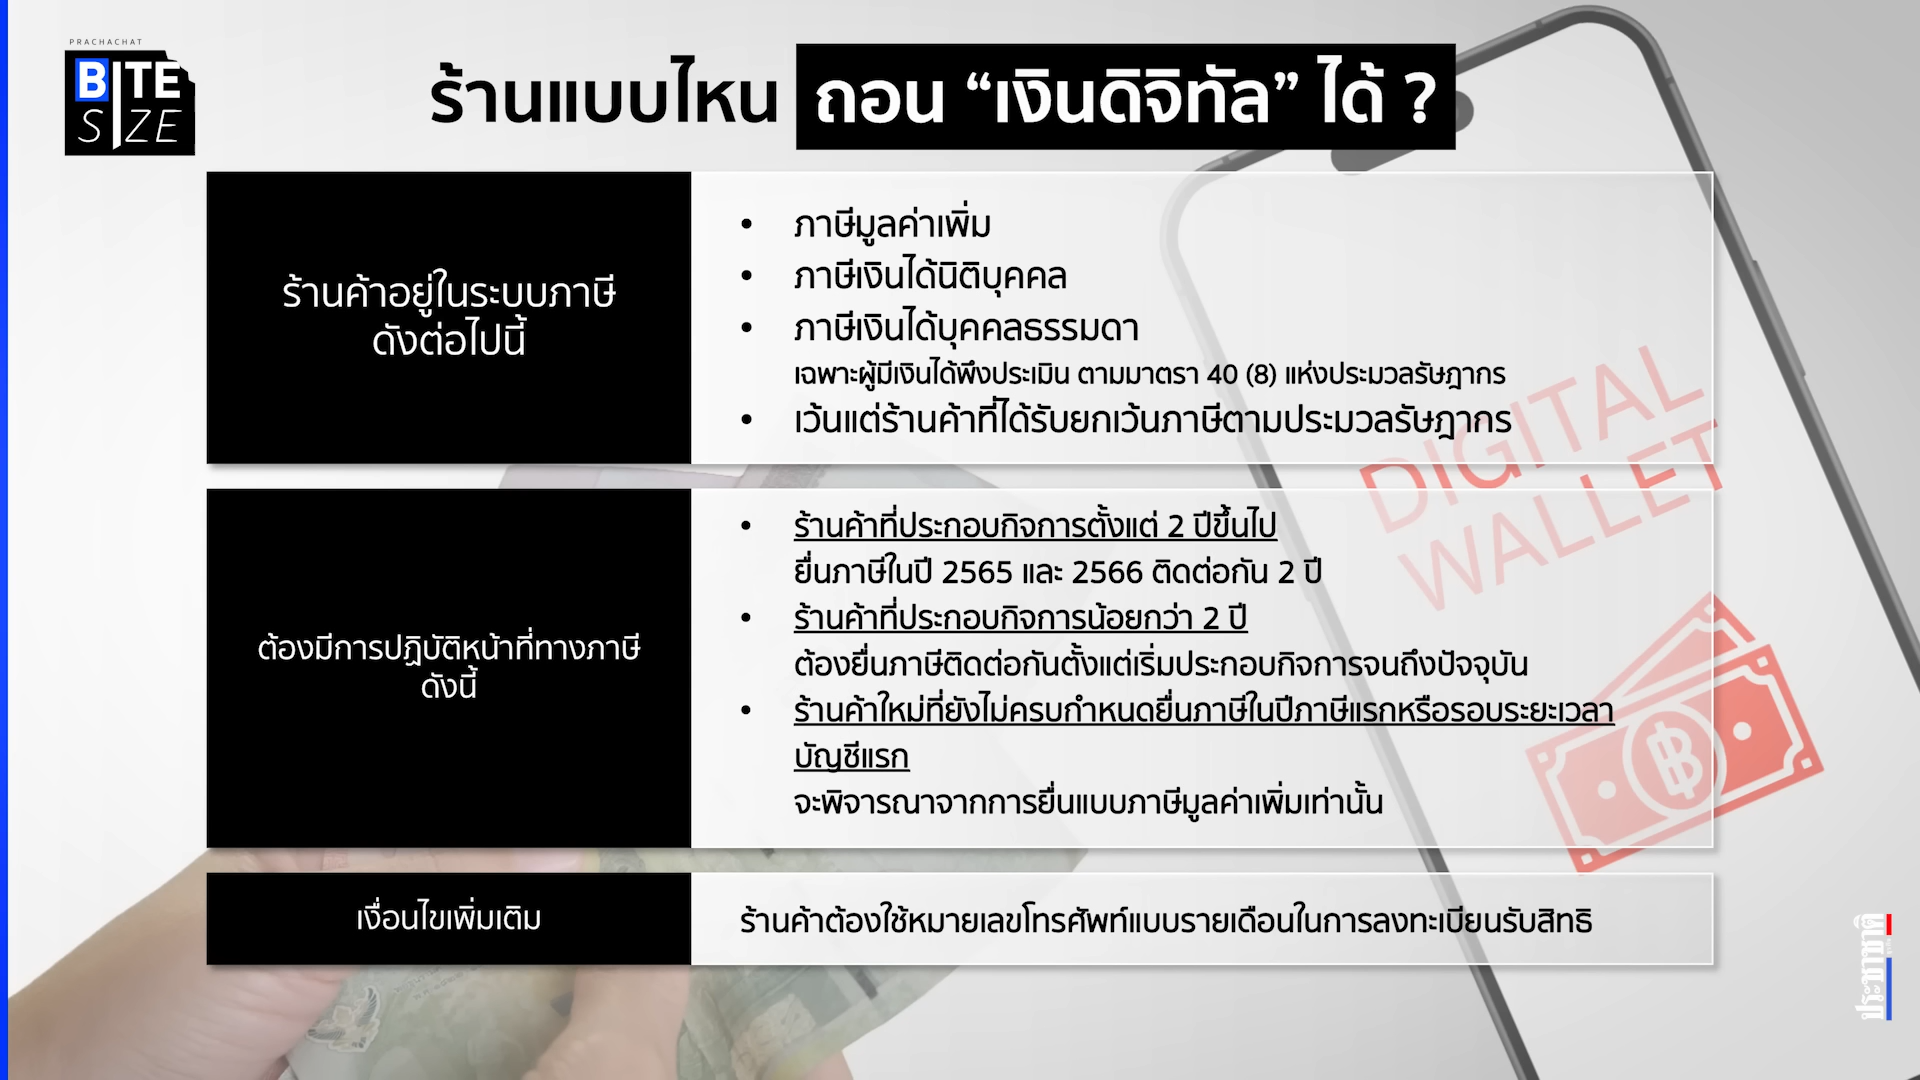 PRACHACHAT
BITE
SIZE
ร้านแบบไหน ถอน “เงินดิจิทัล” ได้ ?
ร้านค้าอยู่ในระบบภาษี
ดังต่อไปนี้
• ภาษีมูลค่าเพิ่ม
• ภาษีเงินได้นิติบุคคล
• ภาษีเงินได้บุคคลธรรมดา
เฉพาะผู้มีเงินได้พึงประเมิน ตามมาตรา 40 (8) แห่งประมวลรัษฎากร
• เว้นแต่ร้านค้าที่ได้รับยกเว้นภาษีตามประมวลรัษฎากร
DIGITAL
WALLET
ต้องมีการปฏิบัติหน้าที่ทางภาษี
ดังนี้
• ร้านค้าที่ประกอบกิจการตั้งแต่ 2 ปีขึ้นไป
ยื่นภาษีในปี 2565 และ 2566 ติดต่อกัน 2 ปี
• ร้านค้าที่ประกอบกิจการน้อยกว่า 2 ปี
ต้องยื่นภาษีติดต่อกันตั้งแต่เริ่มประกอบกิจการจนถึงปัจจุบัน
• ร้านค้าใหม่ที่ยังไม่ครบกำหนดยื่นภาษีในปีภาษีแรกหรือรอบระยะเวลา
บัญชีแรก
จะพิจารณาจากการยื่นแบบภาษีมูลค่าเพิ่มเท่านั้น
เงื่อนไขเพิ่มเติม
ร้านค้าต้องใช้หมายเลขโทรศัพท์แบบรายเดือนในการลงทะเบียนรับสิทธิ
ประชาชาติ